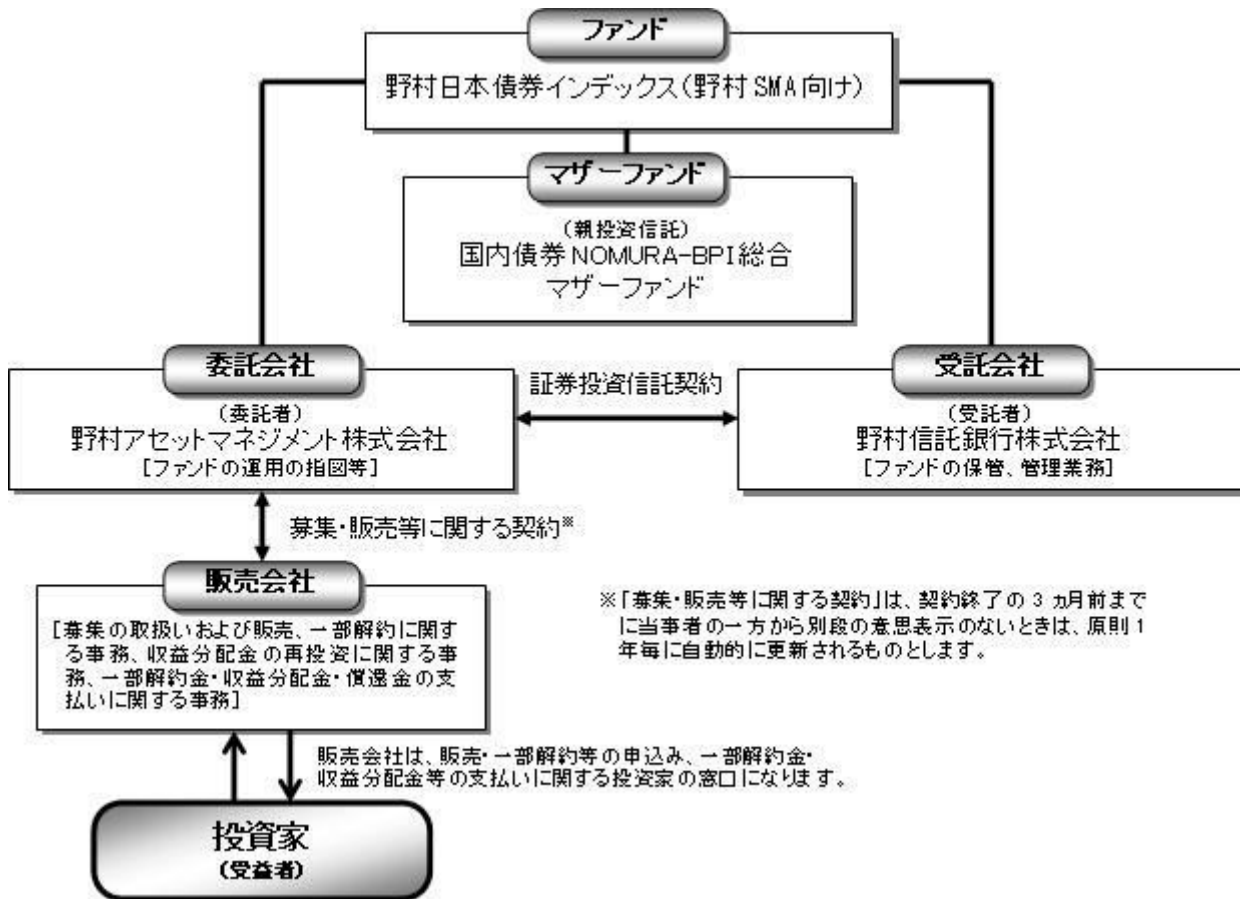 ファンド
野村日本債券インデックス(野村SMA向け)
マザーファンド
(親投資信託)
国内債券NOMURA-BPI総合
マザーファンド
委託会社
(委託者)
野村アセットマネジメント株式会社
[ファンドの運用の指図等]
証券投資信託契約
受託会社
(受託者)
野村信託銀行株式会社
[ファンドの保管、管理業務]
募集・販売等に関する契約※
販売会社
[募集の取扱いおよび販売、一部解約に関す
る事務、収益分配金の再投資に関する事
務、一部解約金・収益分配金・償還金の支
払いに関する事務]
※「募集・販売等に関する契約」は、契約終了の3ヵ月前まで
に当事者の一方から別段の意思表示のないときは、原則1
年毎に自動的に更新されるものとします。
販売会社は、販売・一部解約等の申込み、一部解約金・
収益分配金等の支払いに関する投資家の窓口になります。
投資家
(受益者)